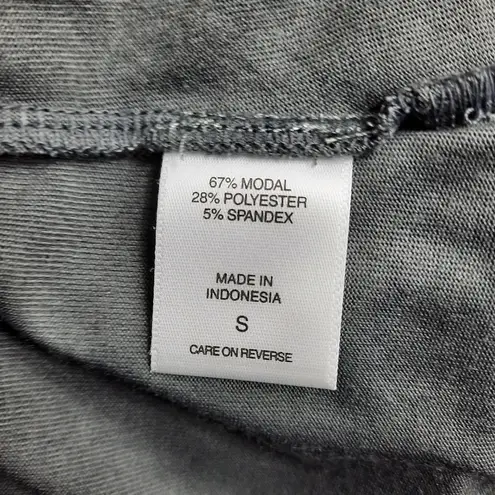 67% MODAL
28% POLYESTER
5% SPANDEX
MADE IN
INDONESIA
S
CARE ON REVERSE